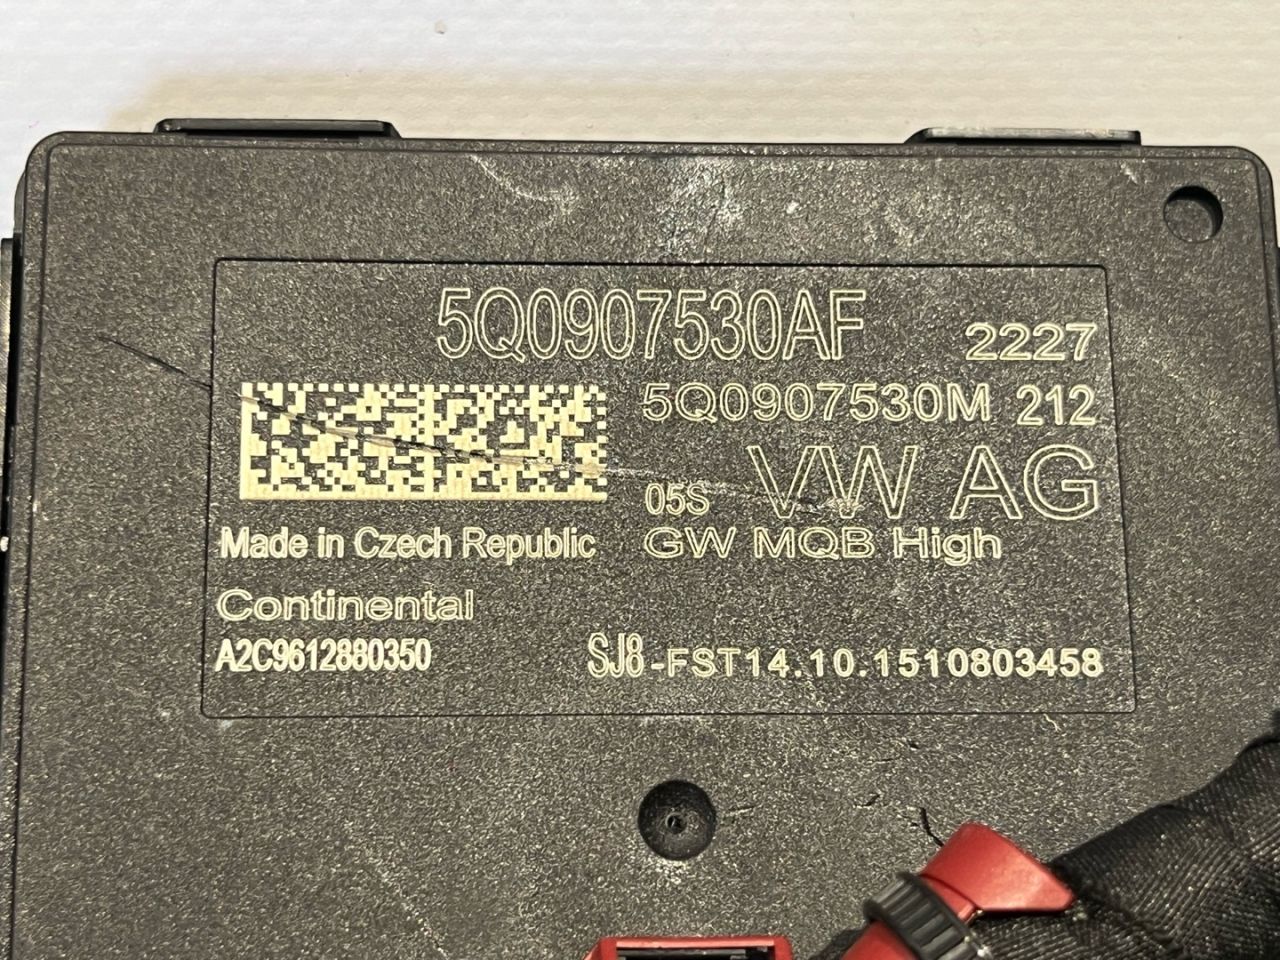 5Q0907530AF 2227
5Q0907530M 212
05S VW AG
Made in Czech Republic GW MQB High
Continental
A2C9612880350 SJ8-FST14.10.1510803458